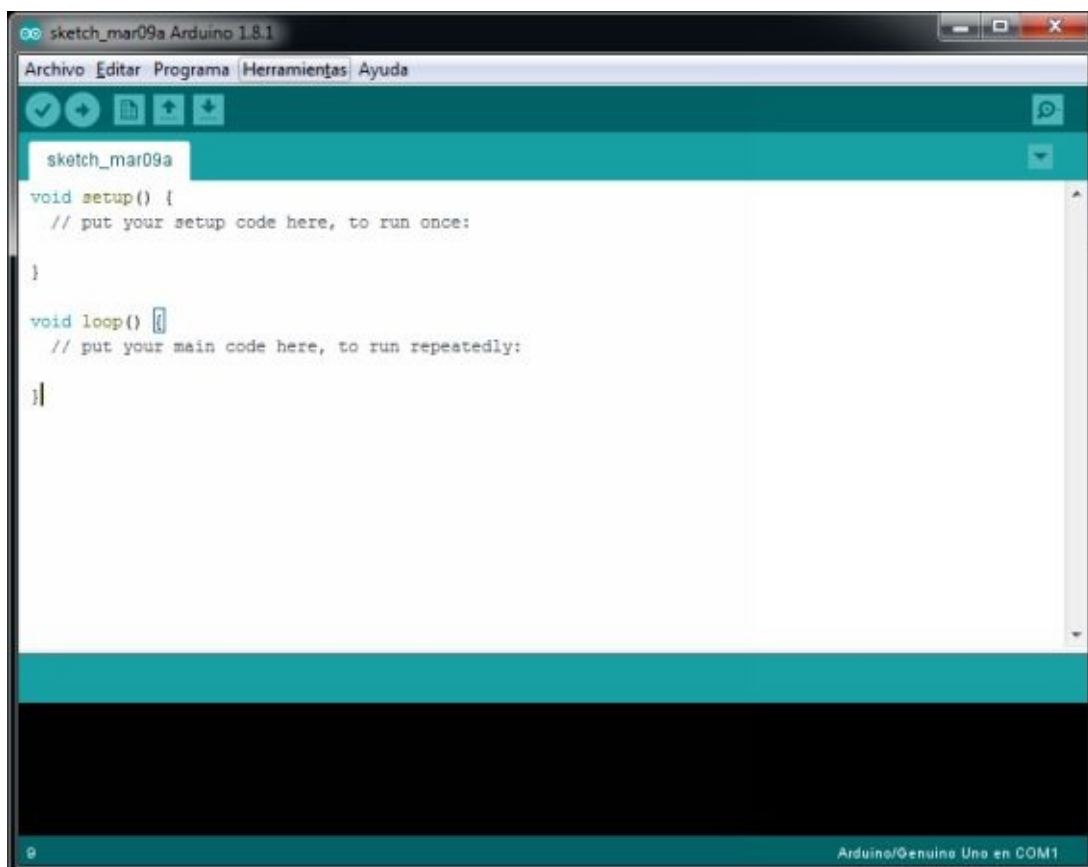 sketch_mar09a Arduino 1.8.1
Archivo Editar Programa Herramientas Ayuda
sketch_mar09a
void setup() {
  // put your setup code here, to run once:
}
void loop() {
  // put your main code here, to run repeatedly:
}
9
Arduino/Genuino Uno en COM1